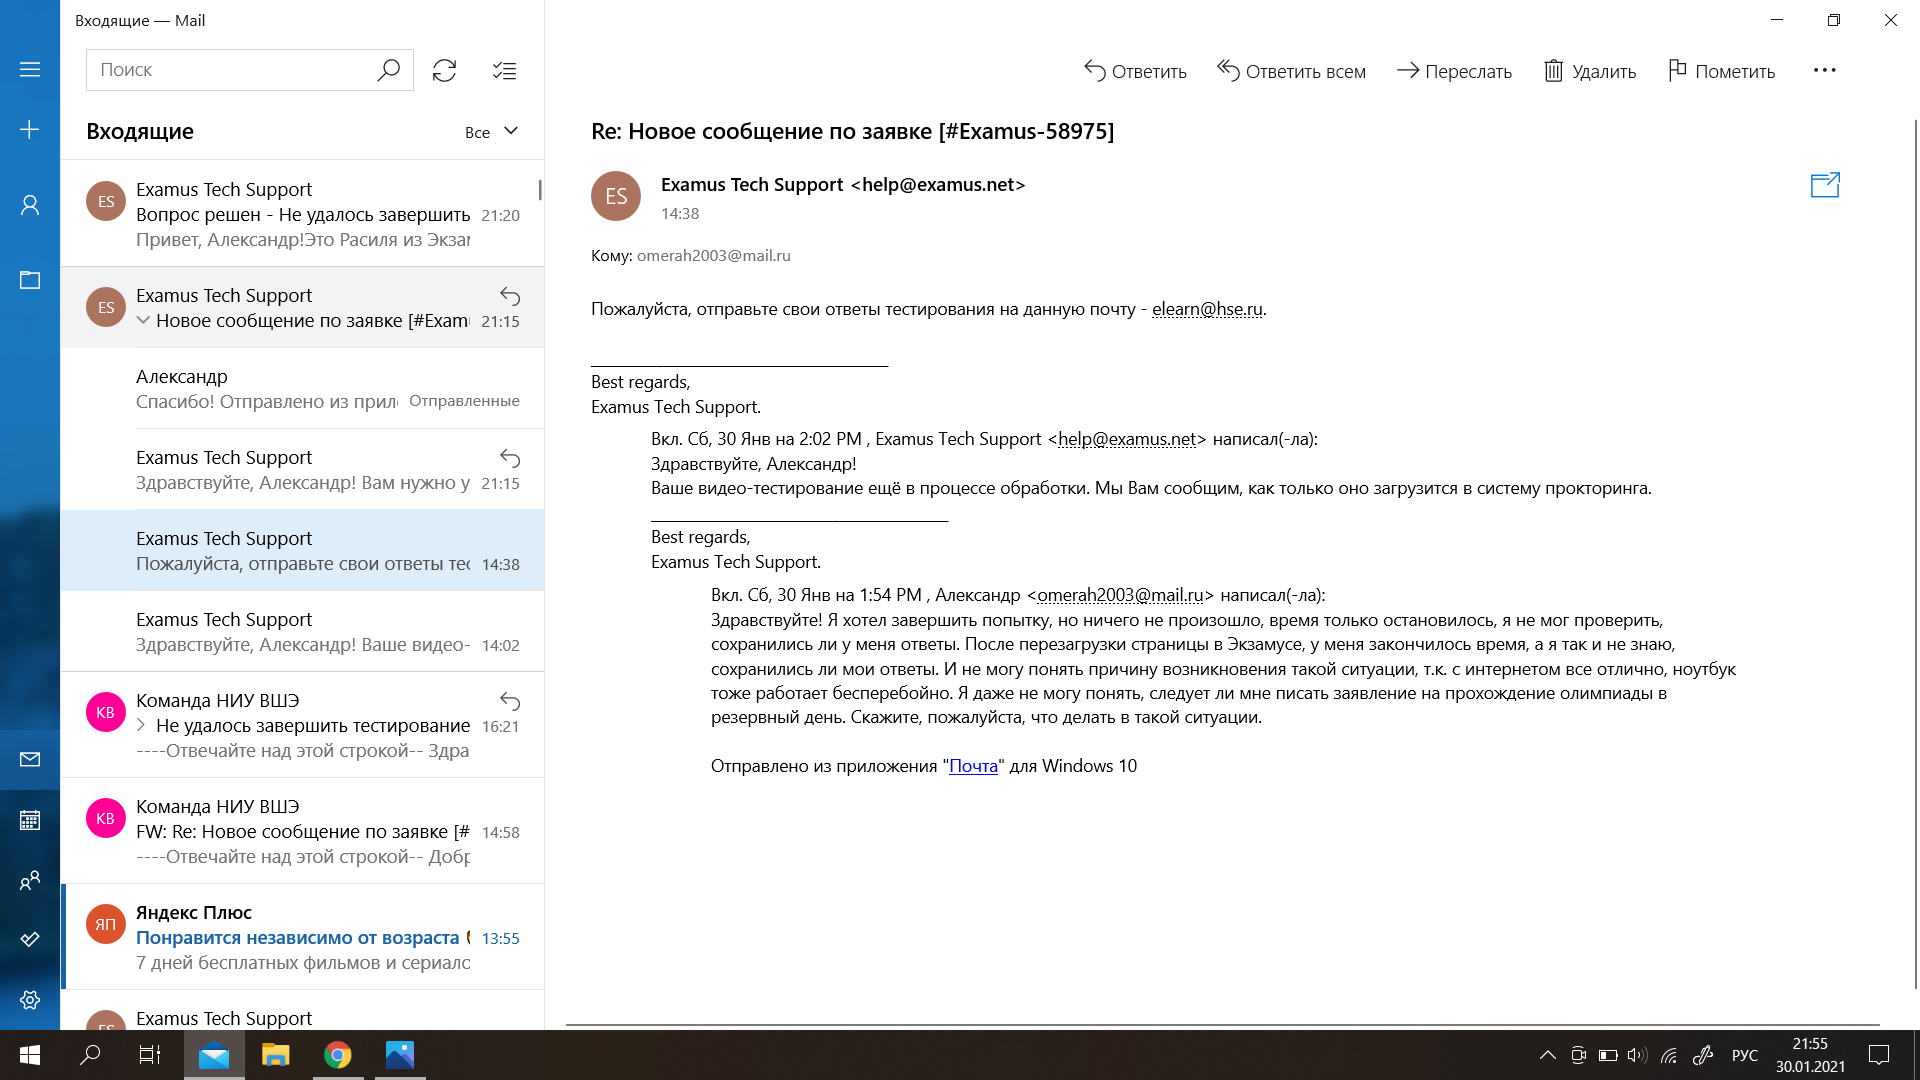 Входящие — Mail
Поиск
Входящие
Все
ES
Examus Tech Support
Вопрос решен - Не удалось завершить
21:20
Привет, Александр!Это Расиля из Экза
ES
Examus Tech Support
Новое сообщение по заявке [#Exam
21:15
Александр
Спасибо! Отправлено из прил
Отправленные
Examus Tech Support
Здравствуйте, Александр! Вам нужно у
21:15
Examus Tech Support
Пожалуйста, отправьте свои ответы тес
14:38
Examus Tech Support
Здравствуйте, Александр! Ваше видео-
14:02
КВ
Команда НИУ ВШЭ
Не удалось завершить тестирование
16:21
----Отвечайте над этой строкой-- Здра
КВ
Команда НИУ ВШЭ
FW: Re: Новое сообщение по заявке [#
14:58
----Отвечайте над этой строкой-- Добр
ЯП
Яндекс Плюс
Понравится независимо от возраста
13:55
7 дней бесплатных фильмов и сериало
ES
Examus Tech Support
Ответить
Ответить всем
Переслать
Удалить
Пометить
Re: Новое сообщение по заявке [#Examus-58975]
ES
Examus Tech Support <help@examus.net>
14:38
Кому: omerah2003@mail.ru
Пожалуйста, отправьте свои ответы тестирования на данную почту - elearn@hse.ru.
Best regards,
Examus Tech Support.
Вкл. Сб, 30 Янв на 2:02 PM , Examus Tech Support <help@examus.net> написал(-ла):
Здравствуйте, Александр!
Ваше видео-тестирование ещё в процессе обработки. Мы Вам сообщим, как только оно загрузится в систему прокторинга.
Best regards,
Examus Tech Support.
Вкл. Сб, 30 Янв на 1:54 PM , Александр <omerah2003@mail.ru> написал(-ла):
Здравствуйте! Я хотел завершить попытку, но ничего не произошло, время только остановилось, я не мог проверить,
сохранились ли у меня ответы. После перезагрузки страницы в Экзамусе, у меня закончилось время, а я так и не знаю,
сохранились ли мои ответы. И не могу понять причину возникновения такой ситуации, т.к. с интернетом все отлично, ноутбук
тоже работает бесперебойно. Я даже не могу понять, следует ли мне писать заявление на прохождение олимпиады в
резервный день. Скажите, пожалуйста, что делать в такой ситуации.
Отправлено из приложения "Почта" для Windows 10
РУС
21:55
30.01.2021